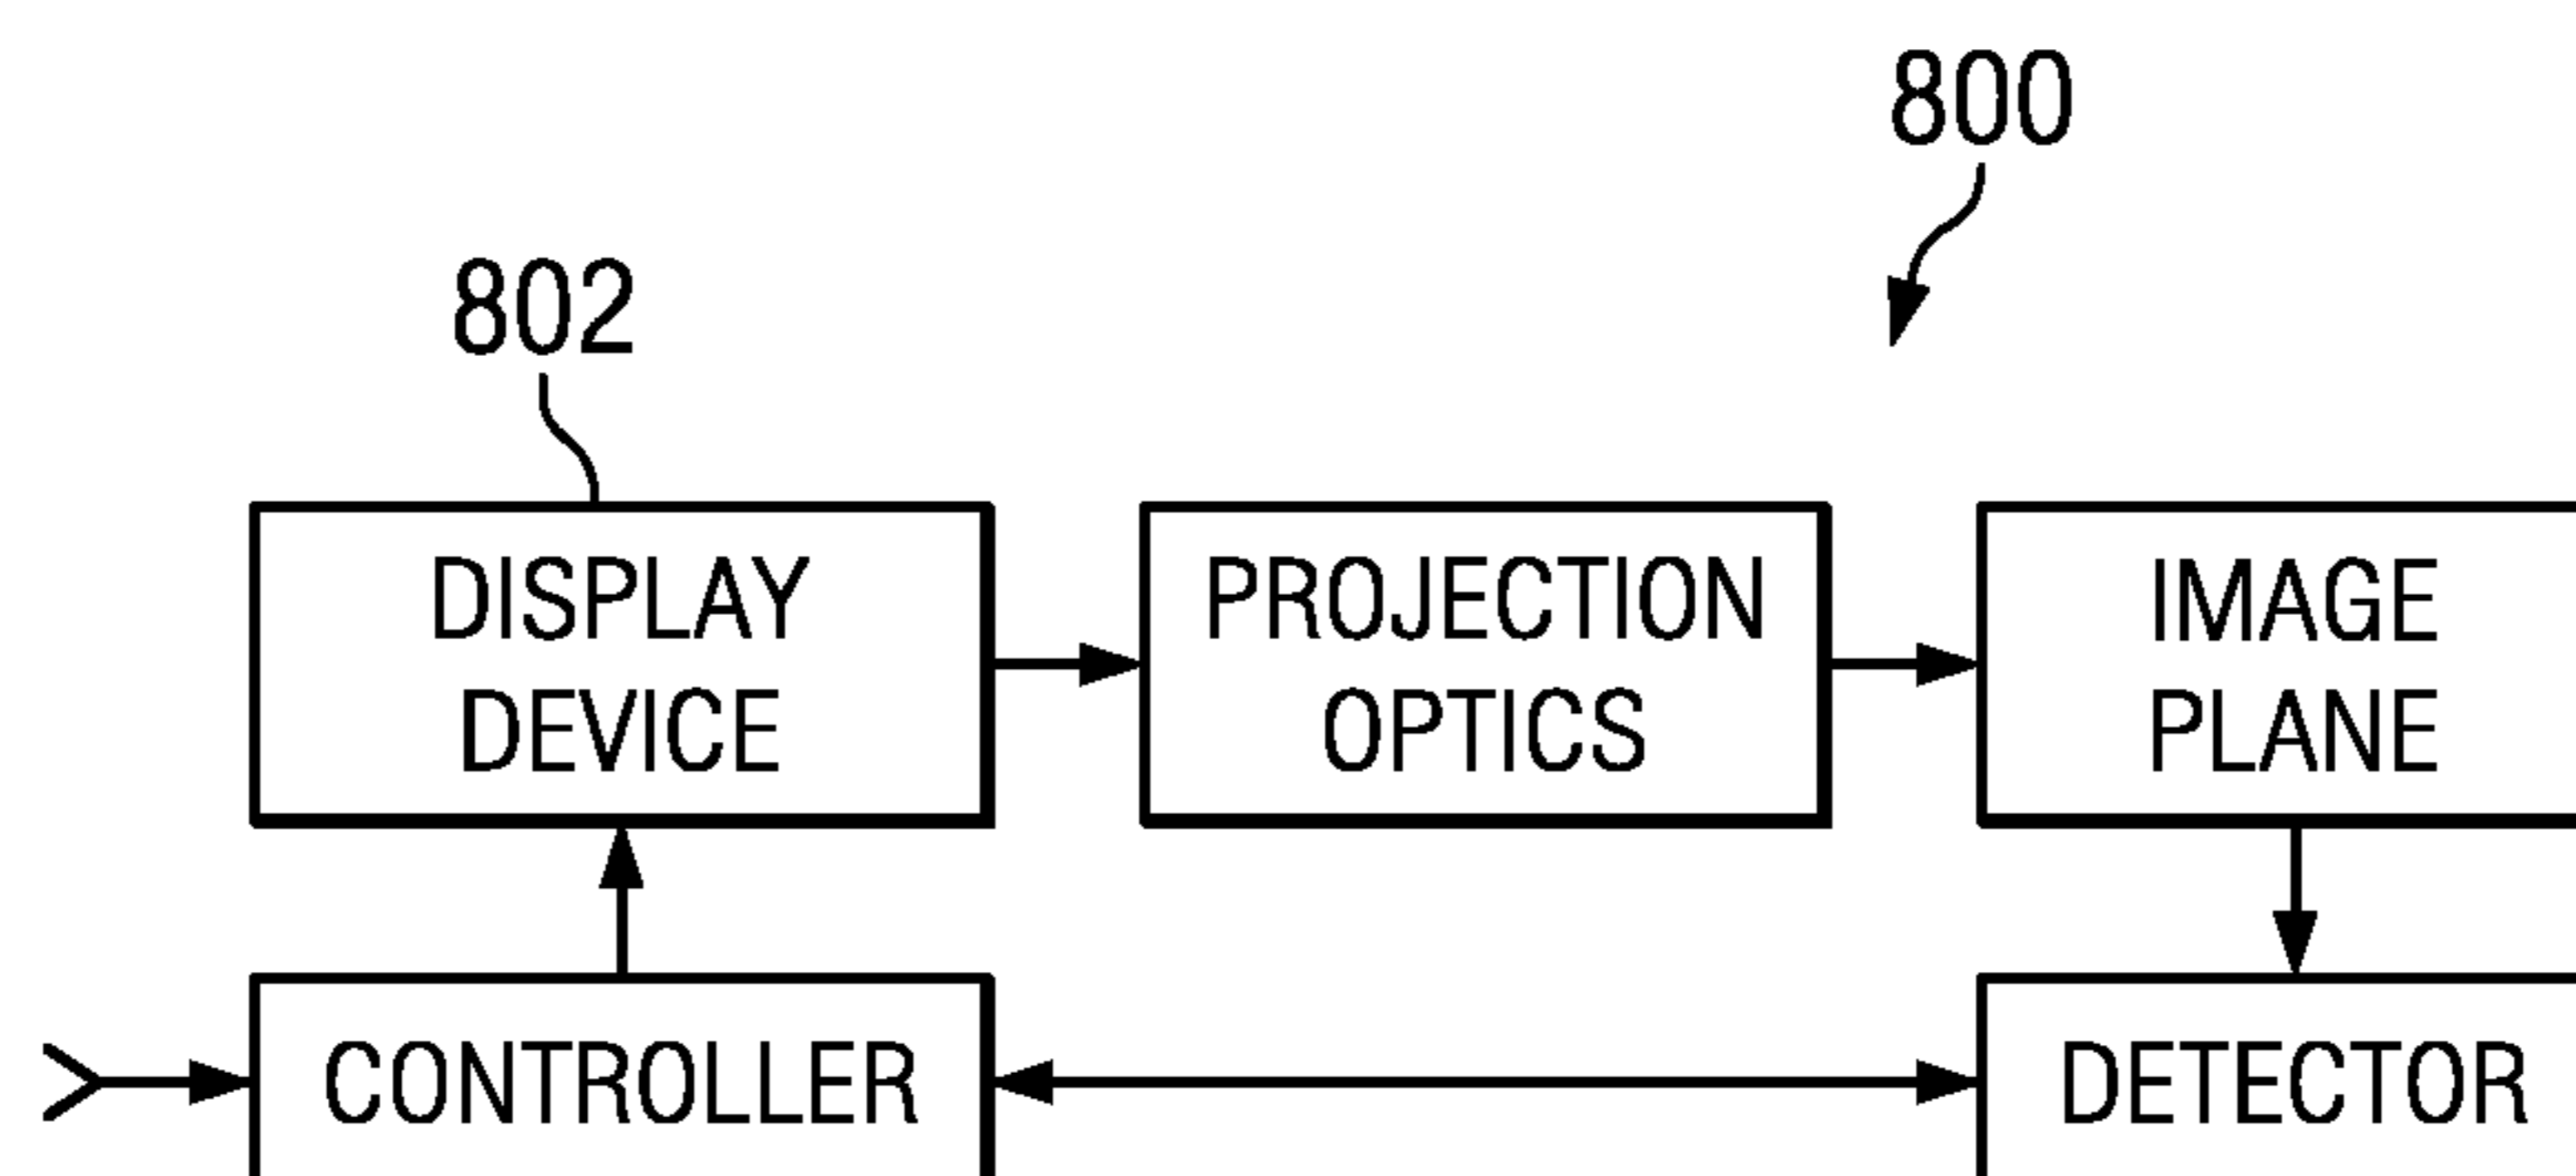 800
802
DISPLAY
DEVICE
PROJECTION
OPTICS
IMAGE
PLANE
CONTROLLER
DETECTOR